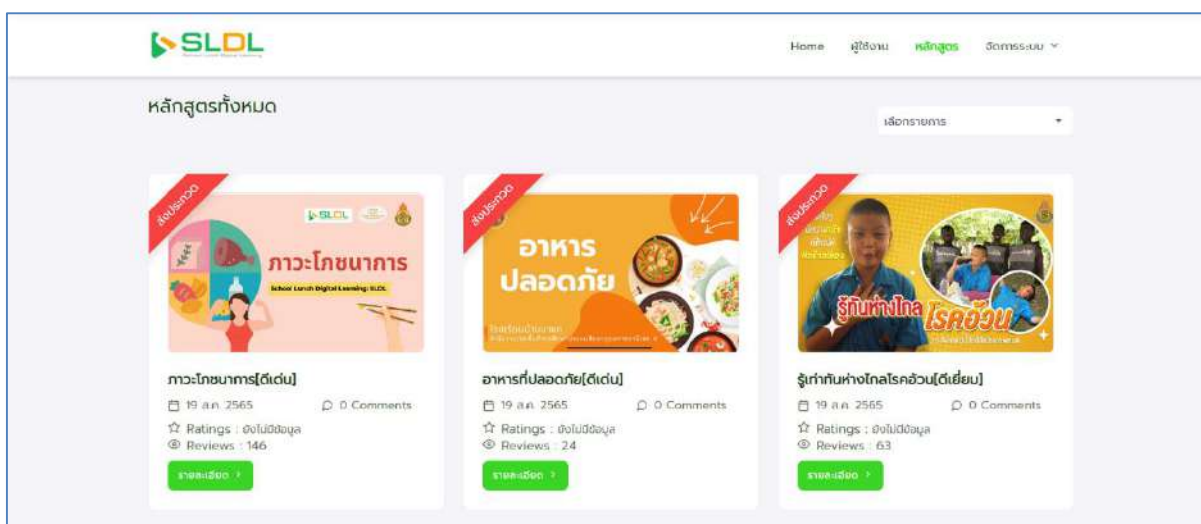 SLDL
School Lunch Digital Learning
Home ผู้ใช้งาน หลักสูตร จัดการระบบ
หลักสูตรทั้งหมด
เลือกรายการ
ส่งประกวด
SLDL
ภาวะโภชนาการ
School Lunch Digital Learning: SLDL
ภาวะโภชนาการ[ดีเด่น]
19 ส.ค. 2565 0 Comments
Ratings : ยังไม่มีข้อมูล
Reviews : 146
รายละเอียด
ส่งประกวด
อาหาร
ปลอดภัย
อาหารที่ปลอดภัย[ดีเด่น]
19 ส.ค. 2565 0 Comments
Ratings : ยังไม่มีข้อมูล
Reviews : 24
รายละเอียด
ส่งประกวด
รู้ทันห่างไกล
โรคอ้วน
รู้เท่าทันห่างไกลโรคอ้วน[ดีเยี่ยม]
19 ส.ค. 2565 0 Comments
Ratings : ยังไม่มีข้อมูล
Reviews : 63
รายละเอียด